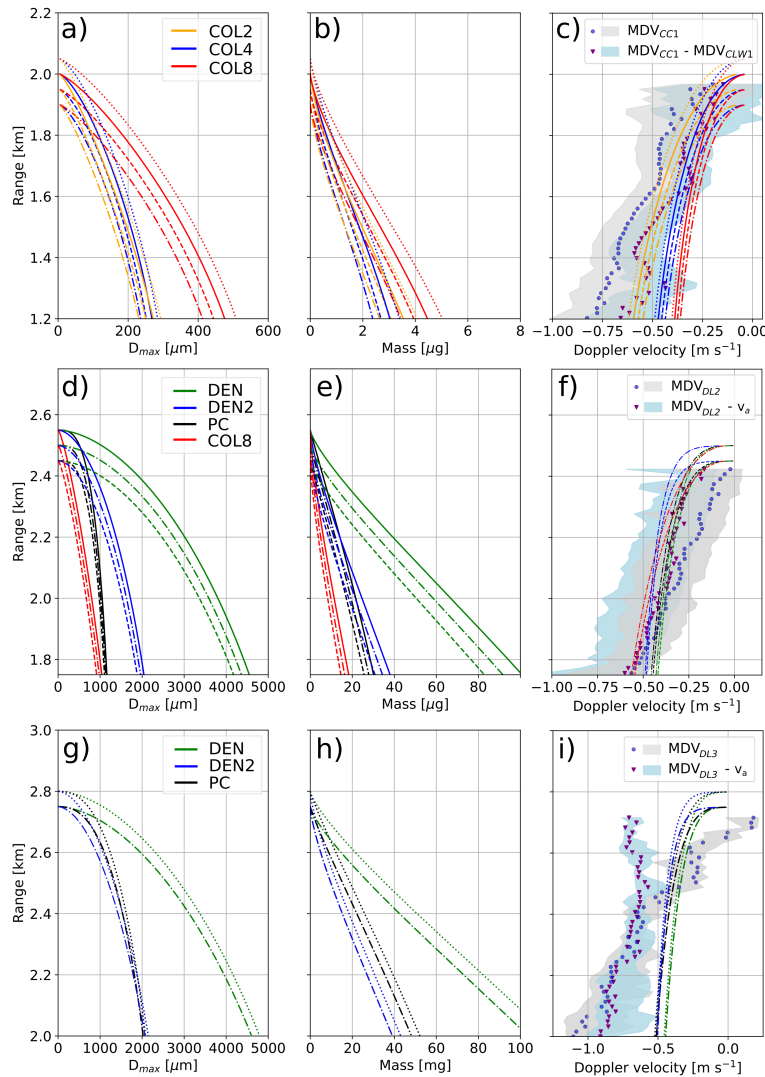 a)
COL2
COL4
COL8
2.2
2.0
1.8
1.6
1.4
1.2
Range [km]
0 200 400 600
D_max [μm]
b)
0 2 4 6 8
Mass [μg]
c)
MDV_CC1
MDV_CC1 - MDV_CLW1
−1.00 −0.75 −0.50 −0.25 0.00
Doppler velocity [m s⁻¹]
d)
DEN
DEN2
PC
COL8
2.6
2.4
2.2
2.0
1.8
Range [km]
0 1000 2000 3000 4000 5000
D_max [μm]
e)
0 20 40 60 80
Mass [μg]
f)
MDV_DL2
MDV_DL2 - v_a
−1.00 −0.75 −0.50 −0.25 0.00
Doppler velocity [m s⁻¹]
g)
DEN
DEN2
PC
3.0
2.8
2.6
2.4
2.2
2.0
Range [km]
0 1000 2000 3000 4000 5000
D_max [μm]
h)
0 20 40 60 80 100
Mass [mg]
i)
MDV_DL3
MDV_DL3 - v_a
−1.0 −0.5 0.0
Doppler velocity [m s⁻¹]